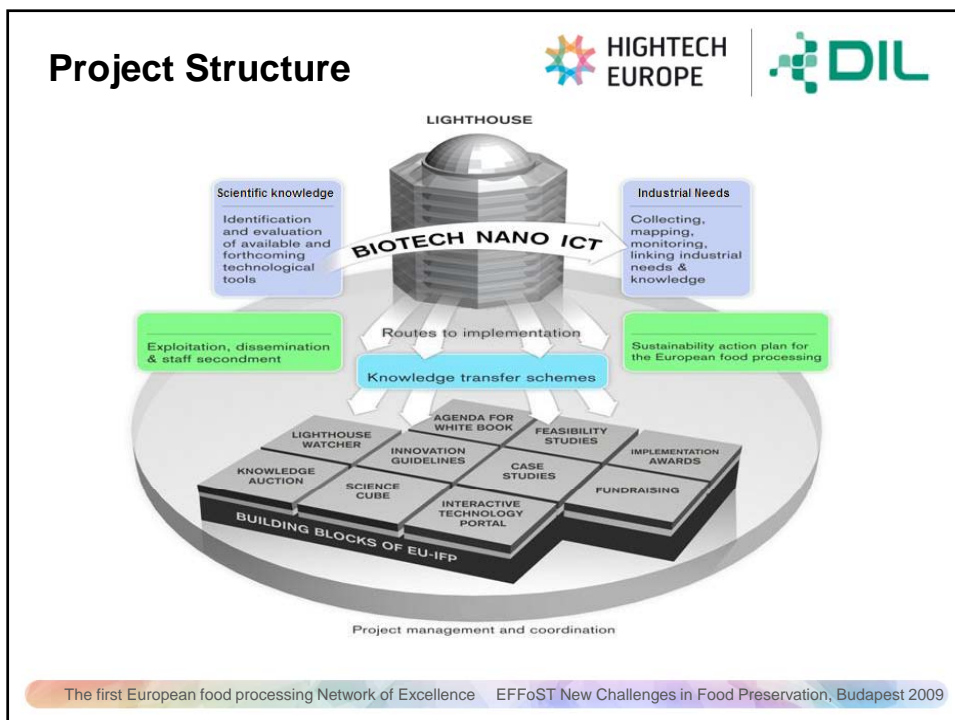 Project Structure
HIGHTECH
EUROPE
DIL
LIGHTHOUSE
Scientific knowledge
Identification
and evaluation
of available and
forthcoming
technological
tools
BIOTECH NANO ICT
Industrial Needs
Collecting,
mapping,
monitoring,
linking industrial
needs &
knowledge
Exploitation, dissemination
& staff secondment
Routes to implementation
Sustainability action plan for
the European food processing
Knowledge transfer schemes
LIGHTHOUSE
WATCHER
AGENDA FOR
WHITE BOOK
FEASIBILITY
STUDIES
IMPLEMENTATION
AWARDS
KNOWLEDGE
AUCTION
INNOVATION
GUIDELINES
CASE
STUDIES
FUNDRAISING
SCIENCE
CUBE
INTERACTIVE
TECHNOLOGY
PORTAL
BUILDING BLOCKS OF EU-IFP
Project management and coordination
The first European food processing Network of Excellence EFFoST New Challenges in Food Preservation, Budapest 2009